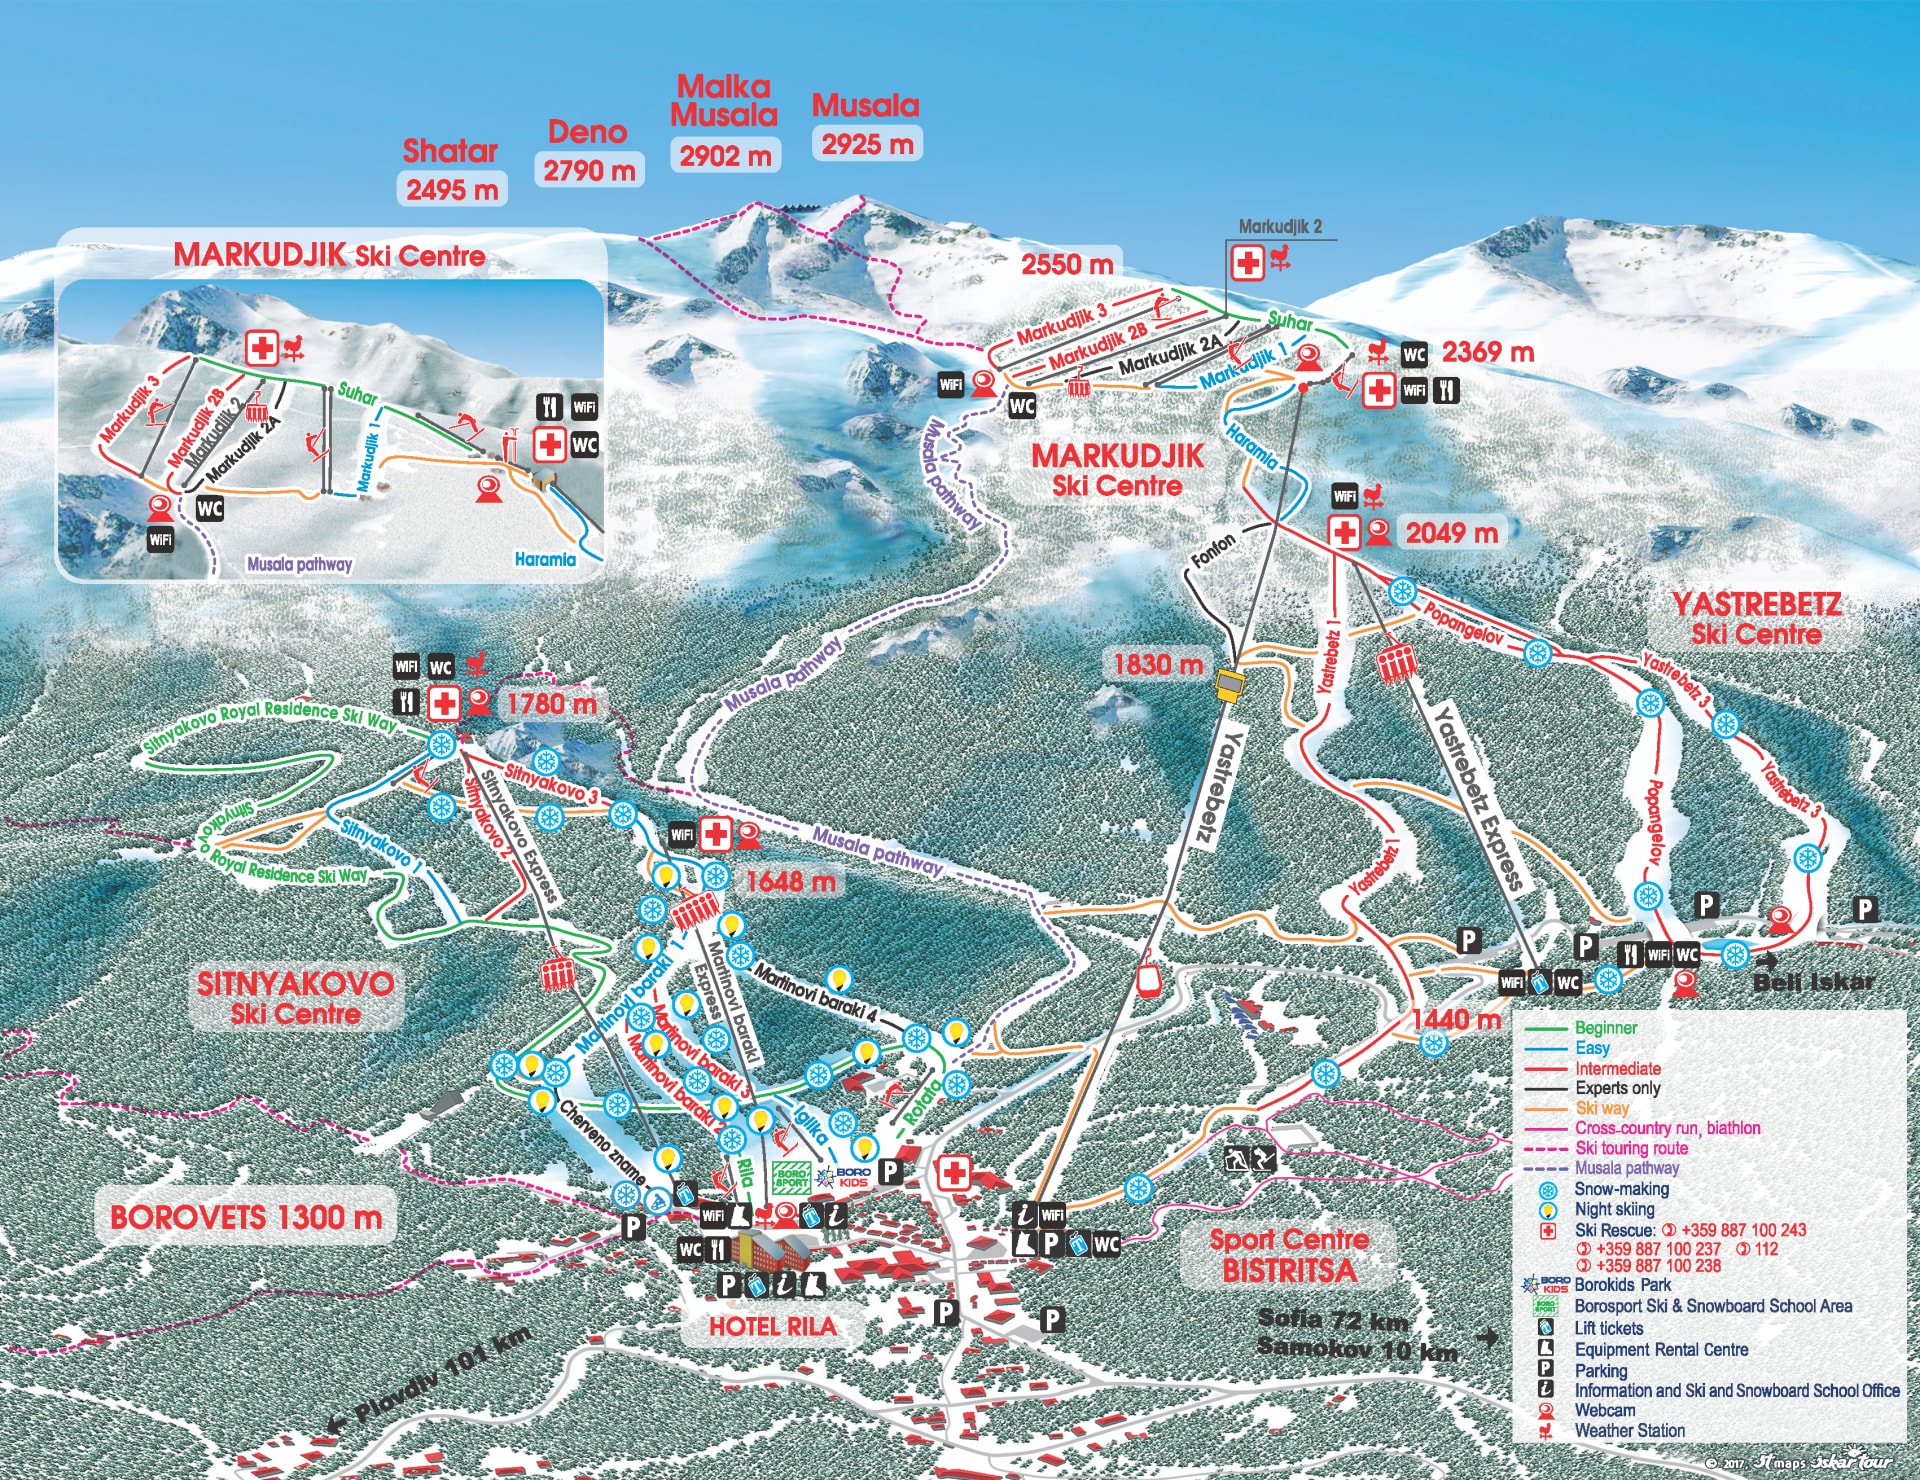 Malka
Musala
2902 m
Musala
2925 m
Deno
2790 m
Shatar
2495 m
MARKUDJIK Ski Centre
Markudjik 3
Markudjik 2B
Markudjik 2
Markudjik 2A
Suhar
Markudjik 1
WiFi
WC
WC
WiFi
Musala pathway
Haramia
Markudjik 2
2550 m
Markudjik 3
Markudjik 2B
Markudjik 2A
Suhar
Markudjik 1
WC
2369 m
WiFi
WiFi
WC
MARKUDJIK
Ski Centre
Haramia
Musala pathway
Musala pathway
Musala pathway
Musala pathway
WiFi
2049 m
Fonfon
YASTREBETZ
Ski Centre
Popangelov
Yastrebetz 1
Yastrebetz 3
1830 m
Yastrebetz
Yastrebetz Express
Popangelov
Yastrebetz 3
Yastrebetz 1
WiFi
WC
1780 m
Sitnyakovo Royal Residence Ski Way
Sitnyakovo Royal Residence Ski Way
Sitnyakovo 3
Sitnyakovo 2
Sitnyakovo Express
Sitnyakovo 1
WiFi
1648 m
SITNYAKOVO
Ski Centre
Martinovi baraki 1
Martinovi Baraki
Express
Martinovi baraki 4
Martinovi baraki 3
Martinovi baraki 2
Cherveno zname
Rila
Iglika
Rotata
BORO
SPORT
BORO
KIDS
P
P
P
P
P
WiFi
WC
WiFi
WC
Beli Iskar
1440 m
BOROVETS 1300 m
P
WiFi
i
WC
P
i
HOTEL RILA
i
WiFi
P
WC
P
P
Sport Centre
BISTRITSA
Sofia 72 km
Samokov 10 km
Plovdiv 101 km
Beginner
Easy
Intermediate
Experts only
Ski way
Cross-country run, biathlon
Ski touring route
Musala pathway
Snow-making
Night skiing
Ski Rescue: +359 887 100 243
+359 887 100 237 112
+359 887 100 238
BORO
KIDS
Borokids Park
BORO
SPORT
Borosport Ski & Snowboard School Area
Lift tickets
Equipment Rental Centre
P
Parking
i
Information and Ski and Snowboard School Office
Webcam
Weather Station
© 2017, maps Iskar Tour